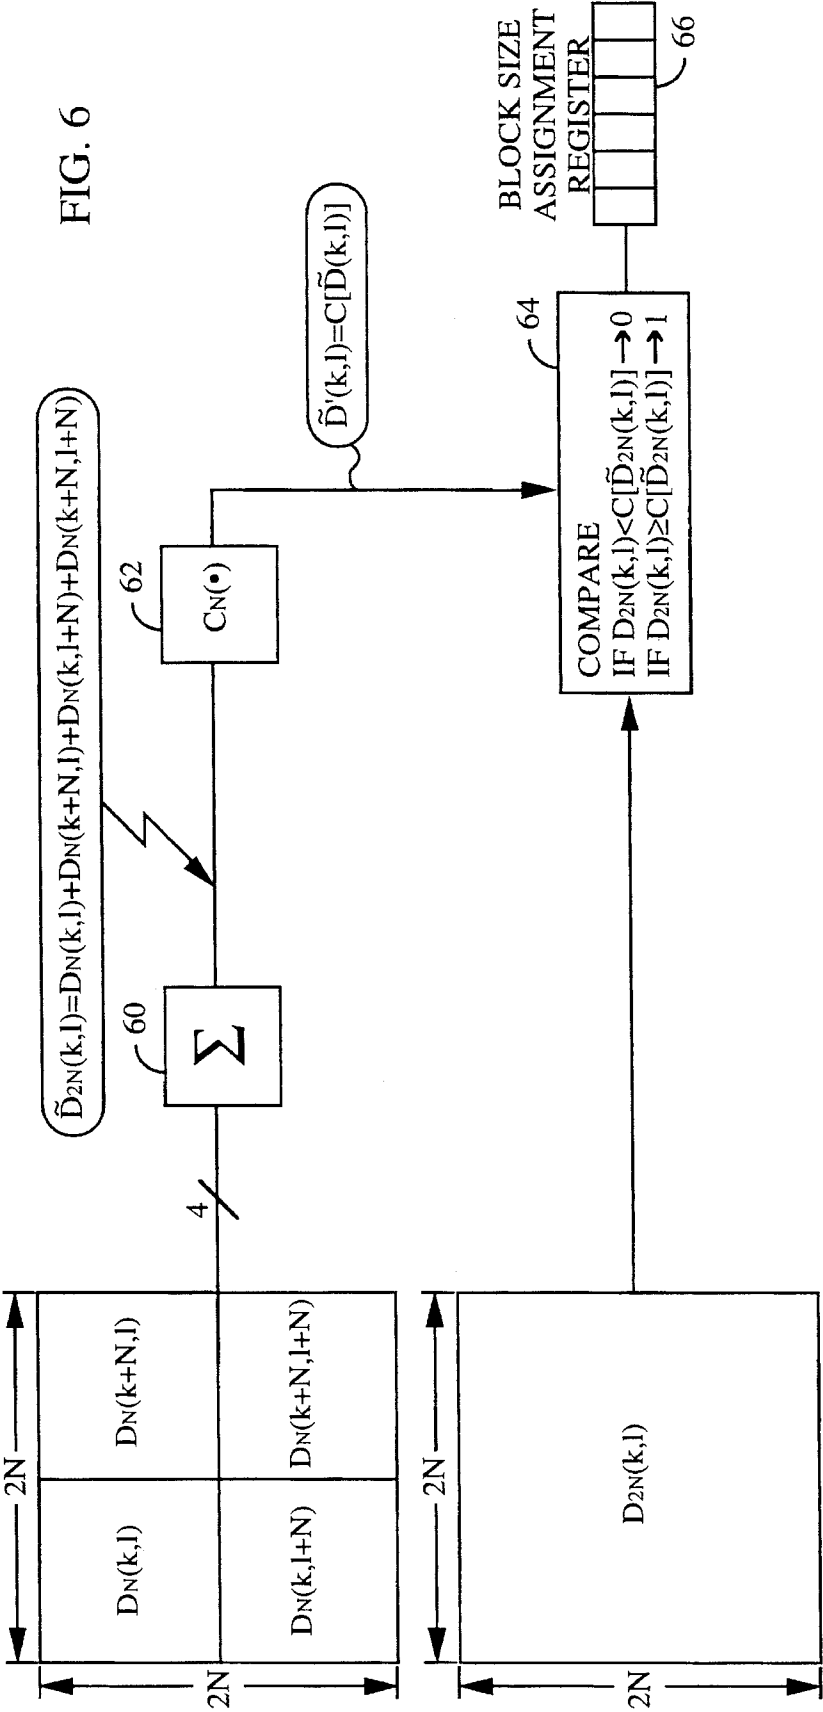 FIG. 6
D̃2N(k,l)=DN(k,l)+DN(k+N,l)+DN(k,l+N)+DN(k+N,l+N)
2N
2N
DN(k,l)
DN(k+N,l)
DN(k,l+N)
DN(k+N,l+N)
4
60
Σ
62
CN(•)
D̃'(k,l)=C[D̃(k,l)]
2N
2N
D2N(k,l)
64
COMPARE
IF D2N(k,l)<C[D̃2N(k,l)]→0
IF D2N(k,l)≥C[D̃2N(k,l)]→1
BLOCK SIZE
ASSIGNMENT
REGISTER
66